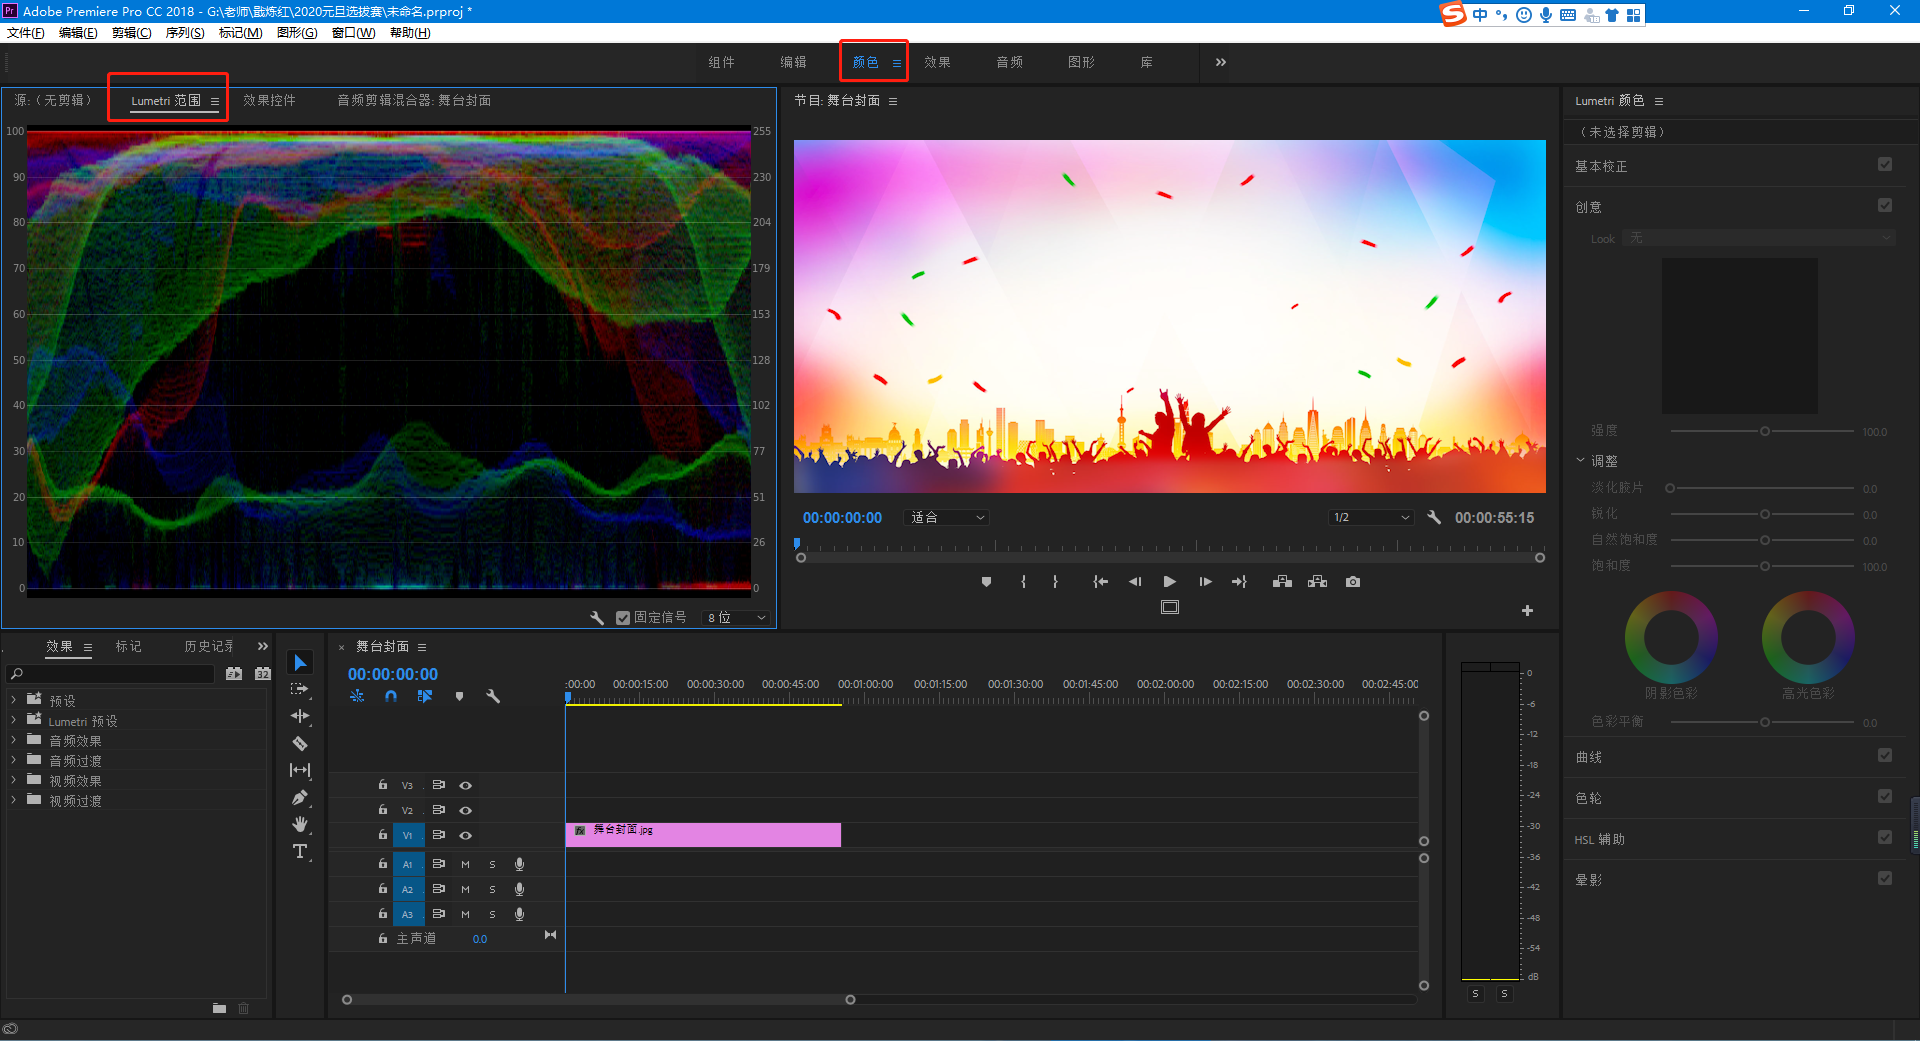 Adobe Premiere Pro CC 2018 - G:\老师\戬炼红\2020元旦选拔赛\未命名.prproj *
中
文件(F) 编辑(E) 剪辑(C) 序列(S) 标记(M) 图形(G) 窗口(W) 帮助(H)
组件 编辑 颜色 效果 音频 图形 库
源:（无剪辑） Lumetri 范围 效果控件 音频剪辑混合器: 舞台封面
节目: 舞台封面
Lumetri 颜色
（未选择剪辑）
基本校正
创意
Look 无
强度 100.0
调整
淡化胶片 0.0
锐化 0.0
自然饱和度 0.0
饱和度 100.0
阴影色彩 高光色彩
色彩平衡 0.0
曲线
色轮
HSL 辅助
晕影
100 255
90 230
80 204
70 179
60 153
50 128
40 102
30 77
20 51
10 26
0 0
固定信号 8 位
00:00:00:00 适合 1/2 00:00:55:15
效果 标记 历史记录
32
预设
Lumetri 预设
音频效果
音频过渡
视频效果
视频过渡
× 舞台封面
00:00:00:00
:00:00 00:00:15:00 00:00:30:00 00:00:45:00 00:01:00:00 00:01:15:00 00:01:30:00 00:01:45:00 00:02:00:00 00:02:15:00 00:02:30:00 00:02:45:00
V3
V2
V1 fx 舞台封面.jpg
A1 M S
A2 M S
A3 M S
主声道 0.0
0
-6
-12
-18
-24
-30
-36
-42
-48
-54
dB
S S